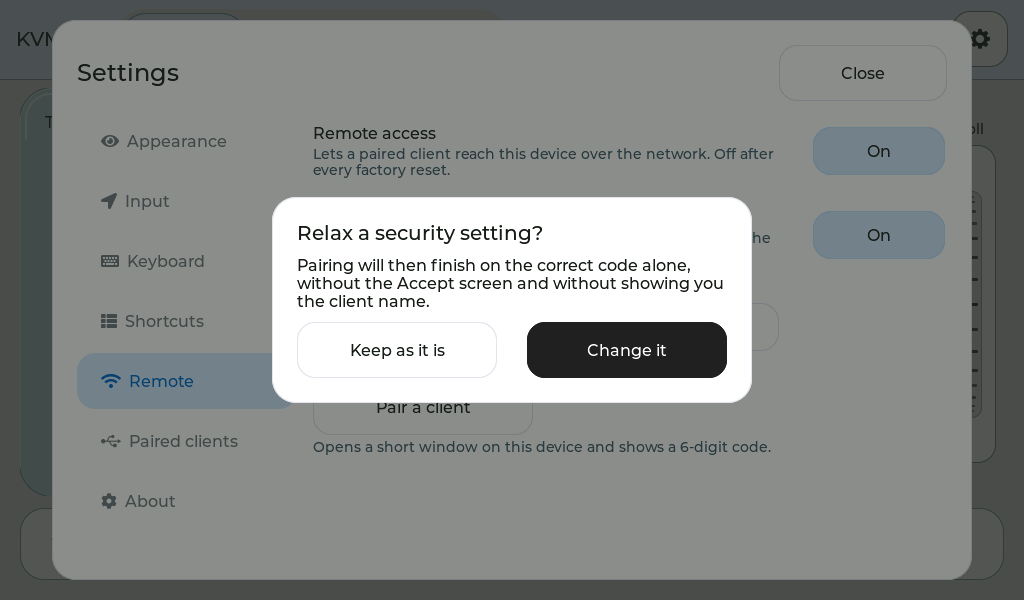 KVM
Settings
Close
Appearance
Input
Keyboard
Shortcuts
Remote
Paired clients
About
Remote access
Lets a paired client reach this device over the network. Off after
every factory reset.
On
he
On
Relax a security setting?
Pairing will then finish on the correct code alone,
without the Accept screen and without showing you
the client name.
Keep as it is
Change it
Pair a client
Opens a short window on this device and shows a 6-digit code.